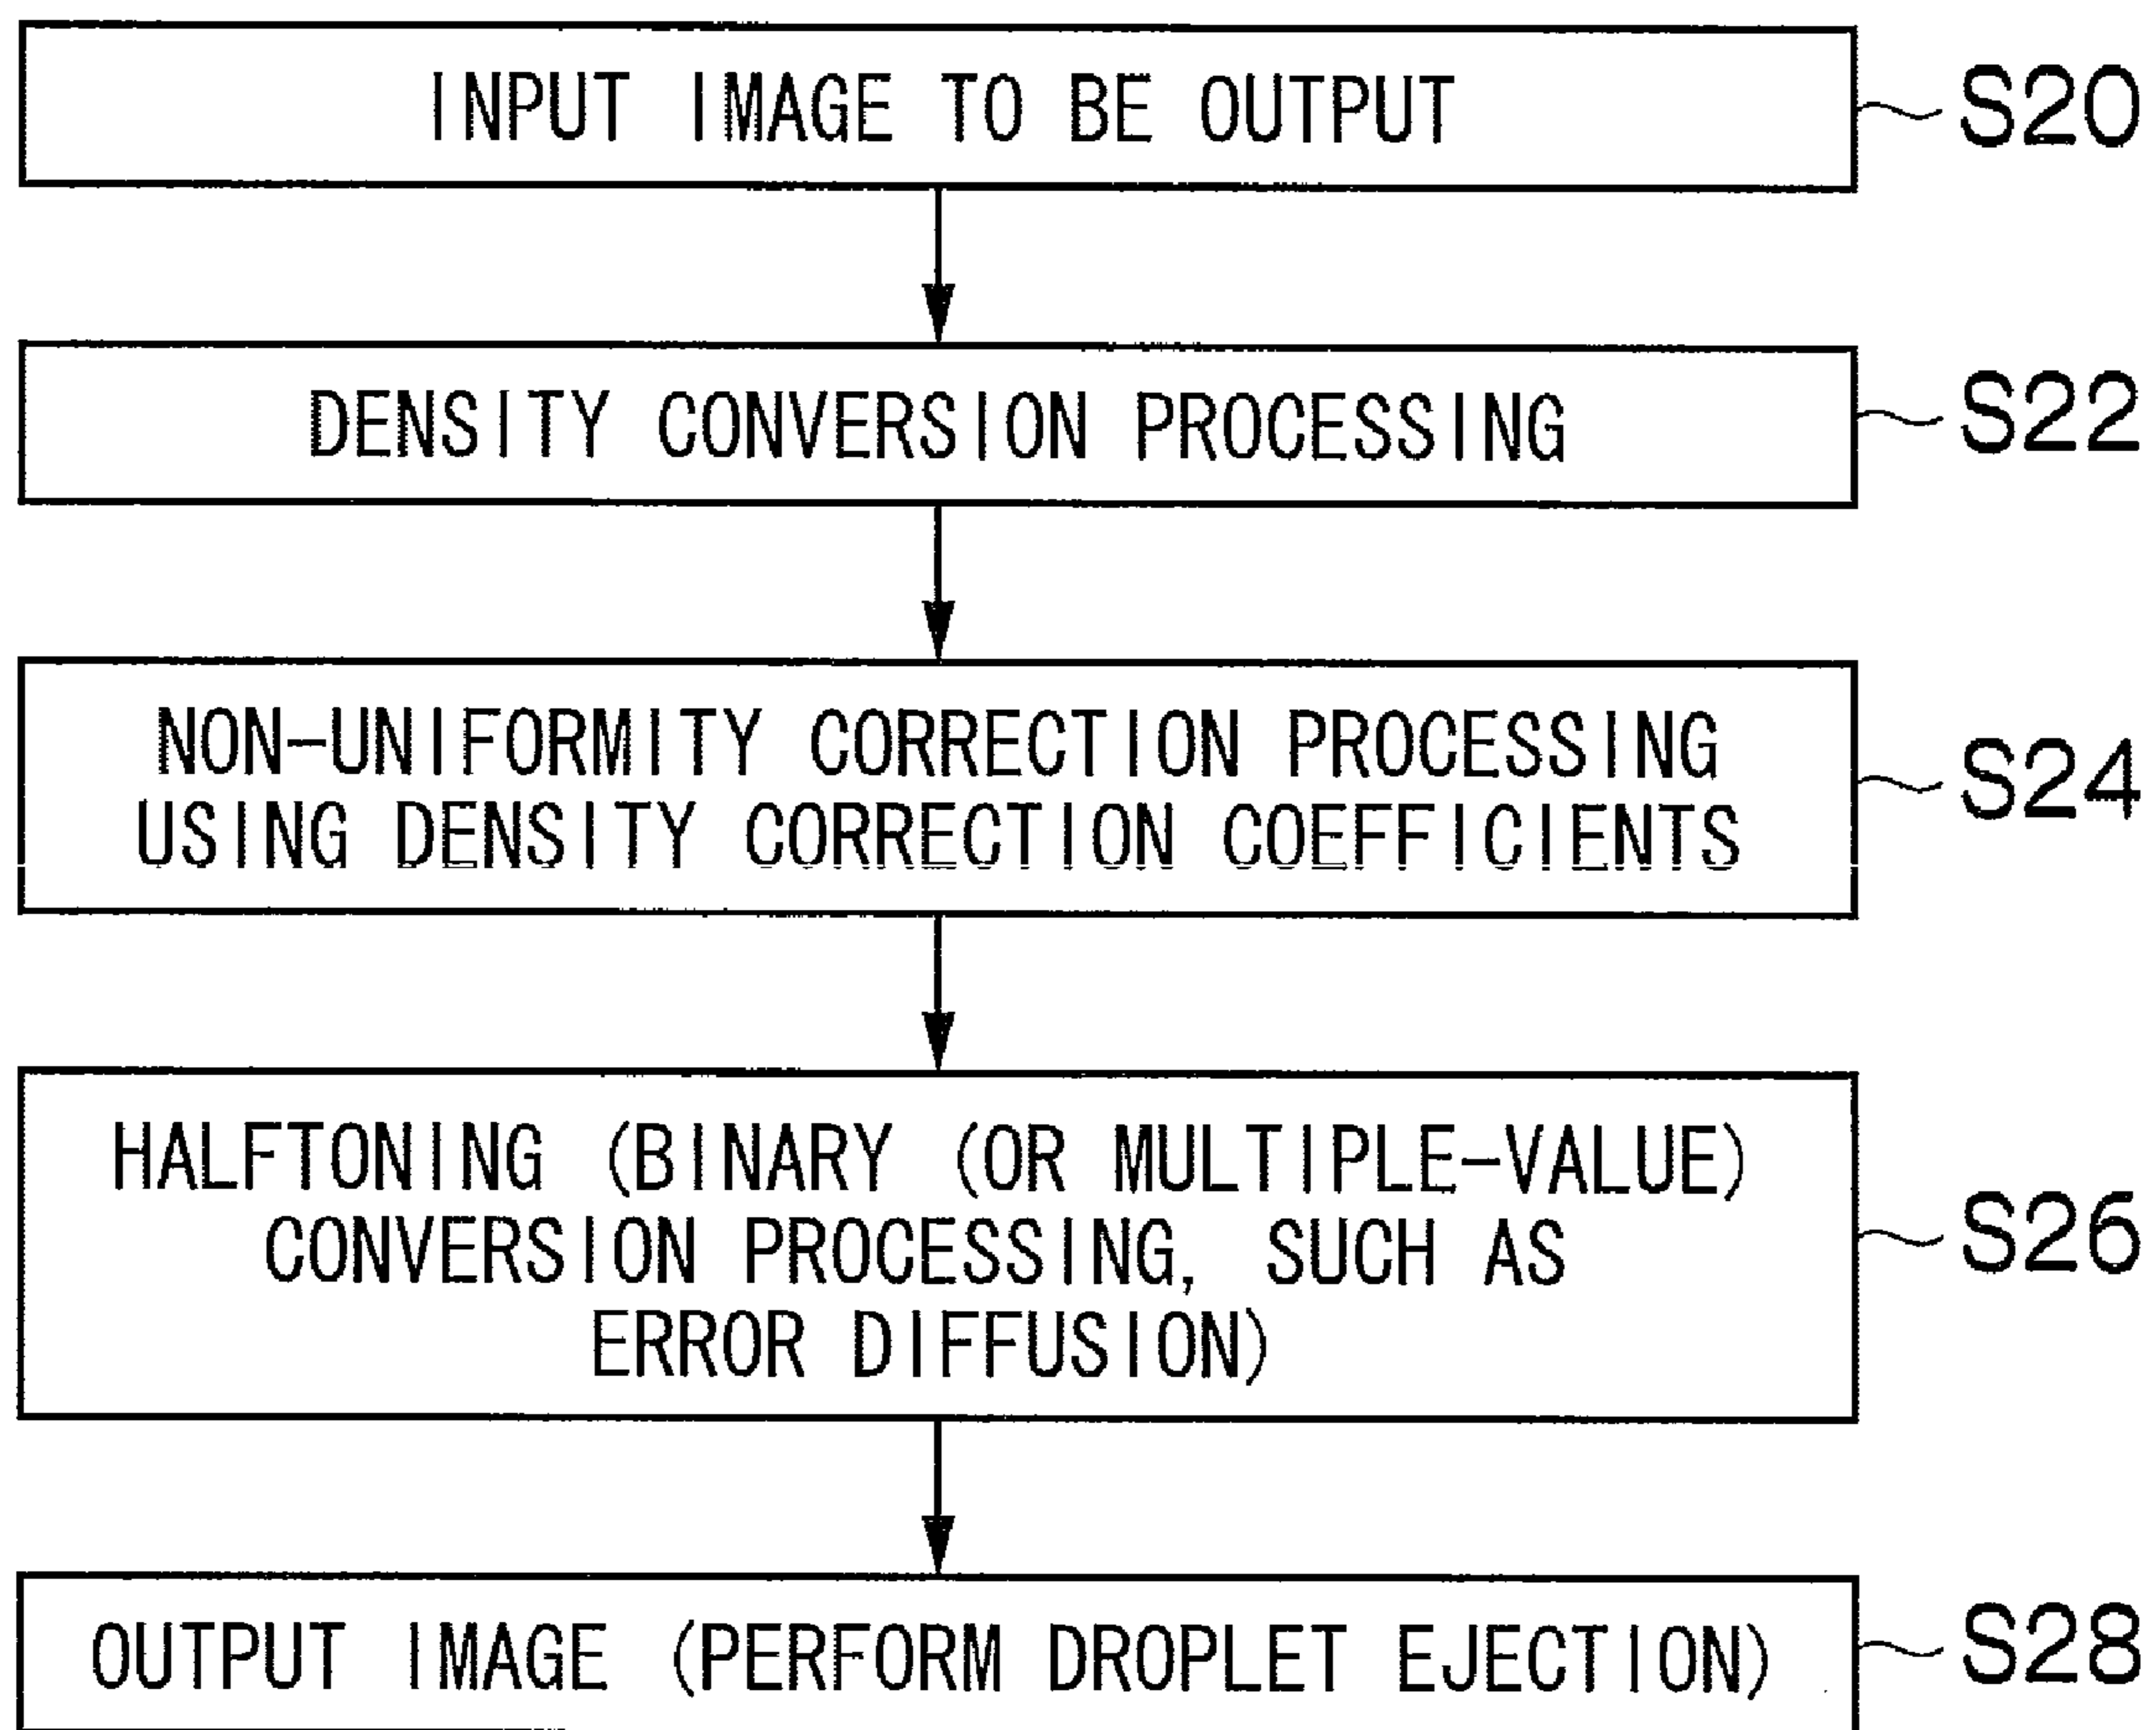 INPUT IMAGE TO BE OUTPUT
S20
DENSITY CONVERSION PROCESSING
S22
NON-UNIFORMITY CORRECTION PROCESSING
USING DENSITY CORRECTION COEFFICIENTS
S24
HALFTONING (BINARY (OR MULTIPLE-VALUE)
CONVERSION PROCESSING, SUCH AS
ERROR DIFFUSION)
S26
OUTPUT IMAGE (PERFORM DROPLET EJECTION)
S28